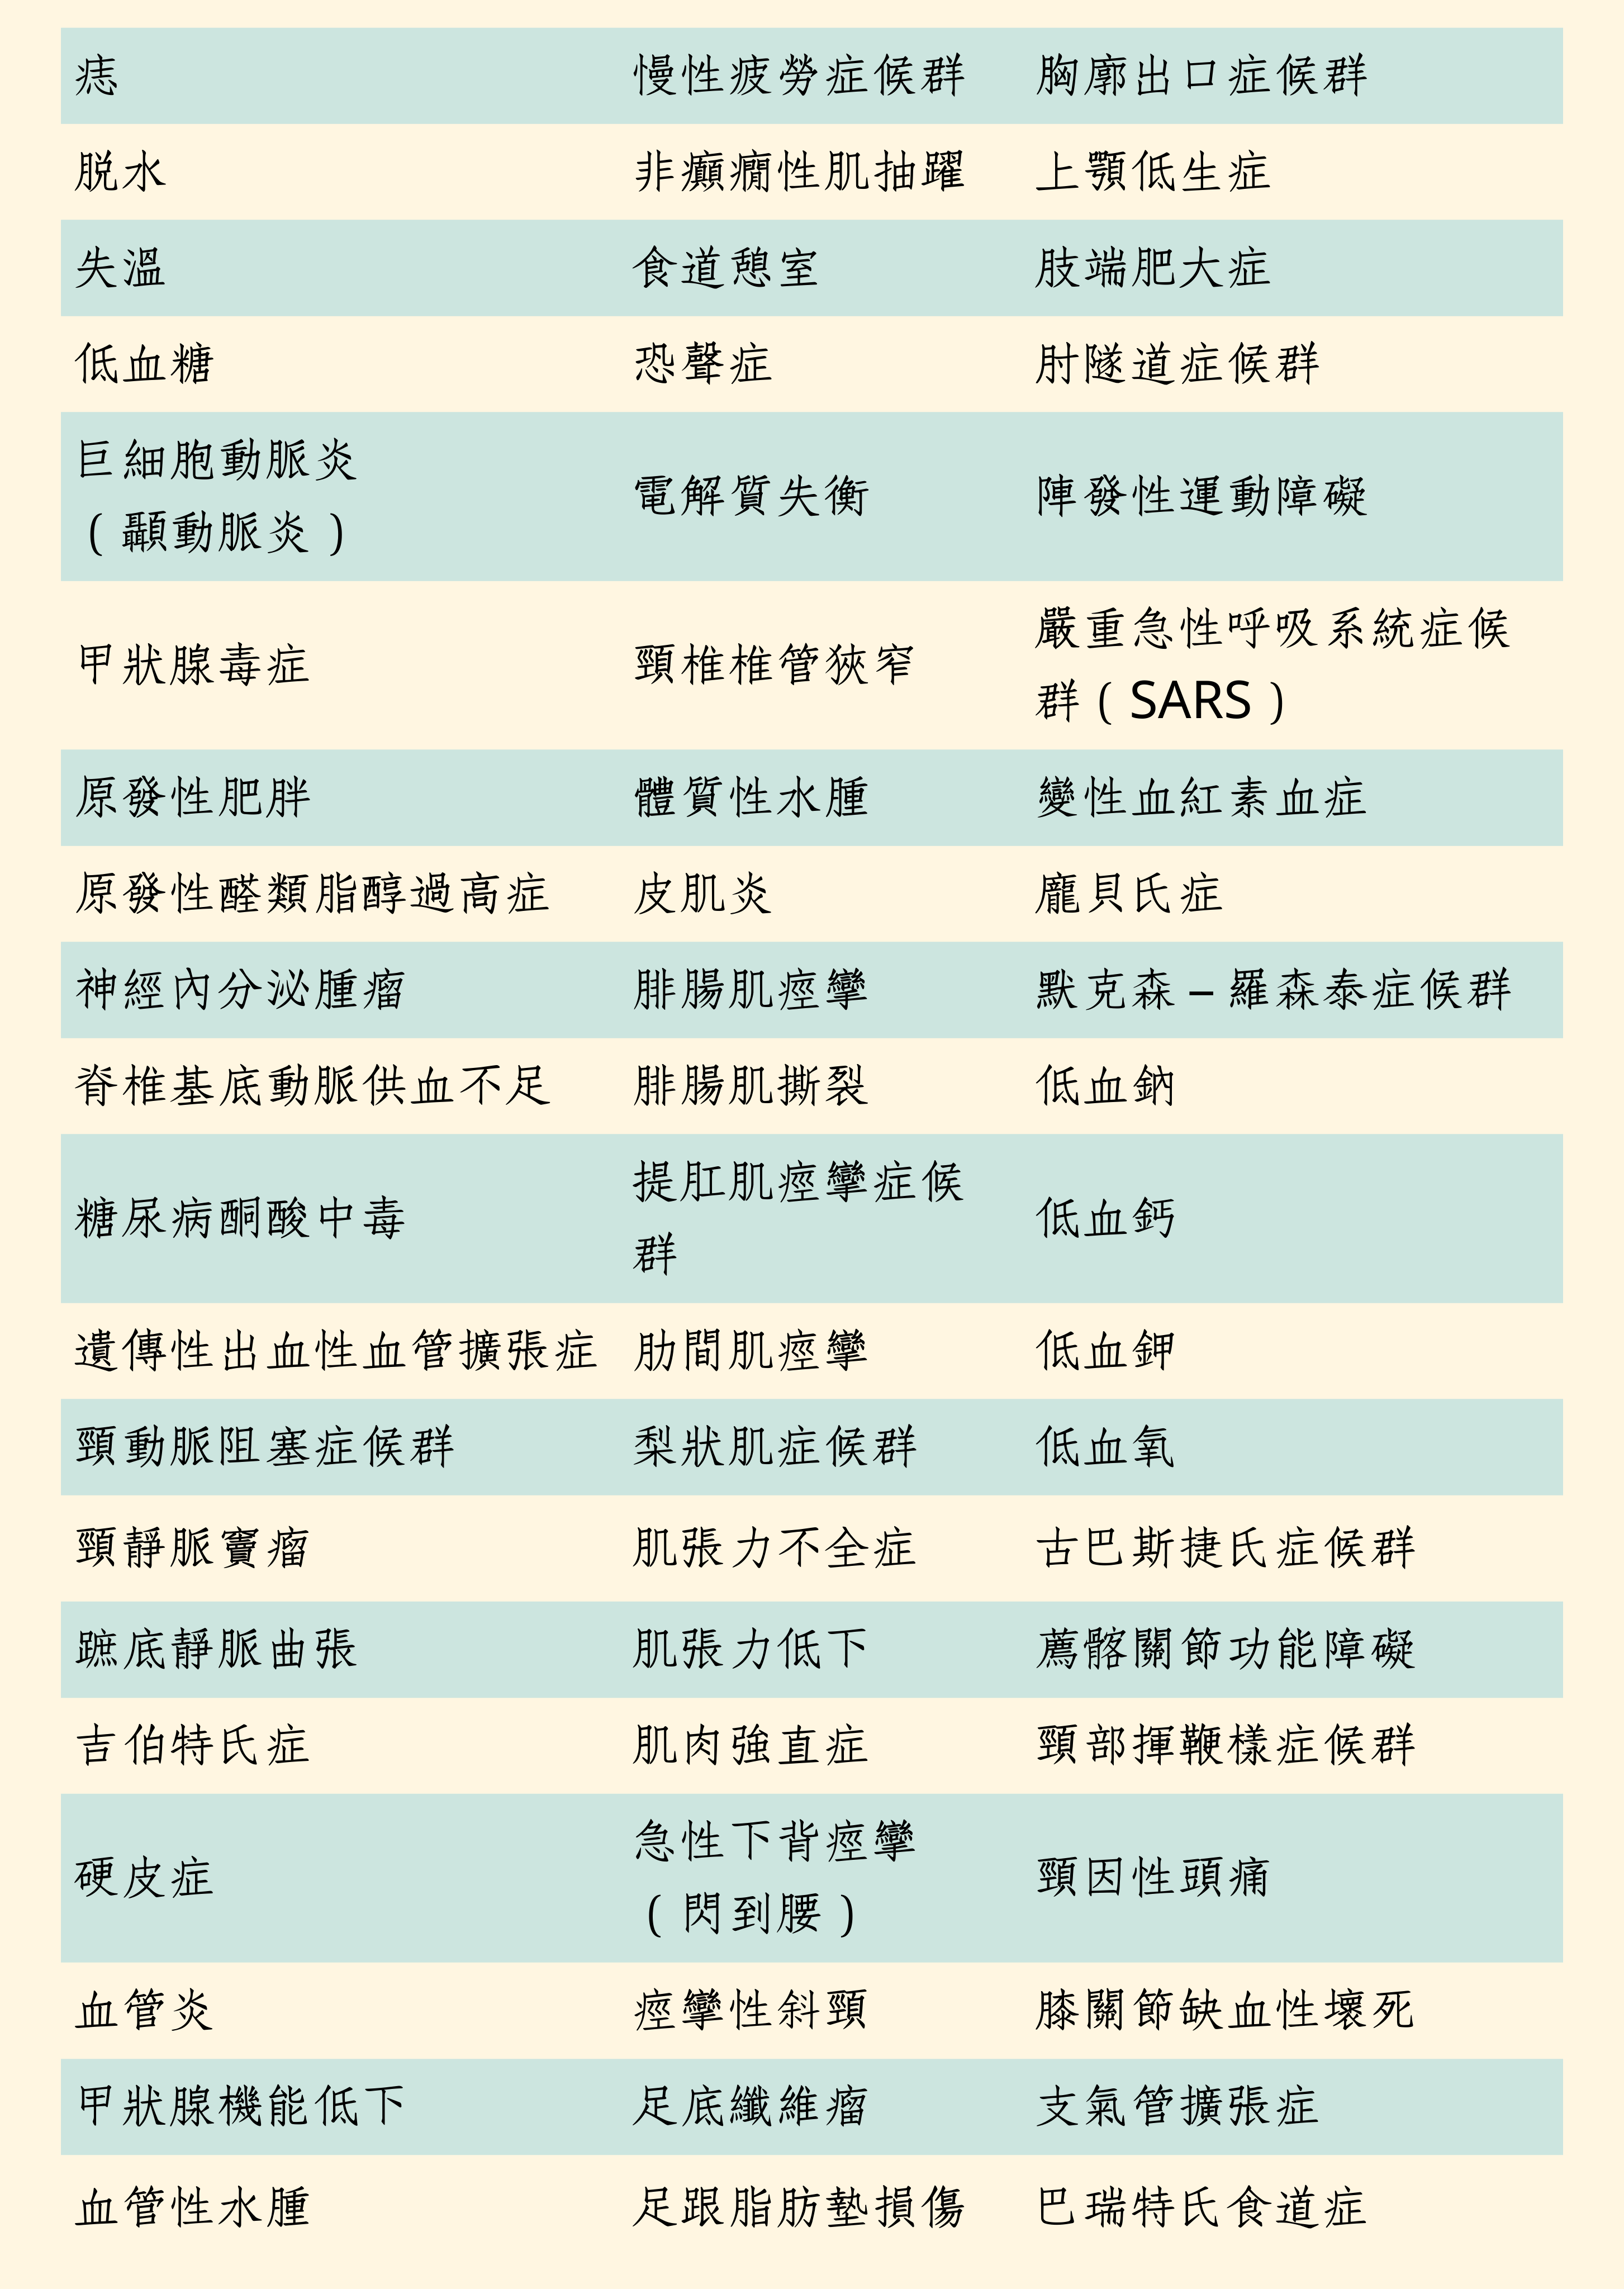 痣 慢性疲勞症候群 胸廓出口症候群
脫水 非癲癇性肌抽躍 上顎低生症
失溫 食道憩室 肢端肥大症
低血糖 恐聲症 肘隧道症候群
巨細胞動脈炎
（顳動脈炎） 電解質失衡 陣發性運動障礙
甲狀腺毒症 頸椎椎管狹窄 嚴重急性呼吸系統症候
群（SARS）
原發性肥胖 體質性水腫 變性血紅素血症
原發性醛類脂醇過高症 皮肌炎 龐貝氏症
神經內分泌腫瘤 腓腸肌痙攣 默克森–羅森泰症候群
脊椎基底動脈供血不足 腓腸肌撕裂 低血鈉
糖尿病酮酸中毒 提肛肌痙攣症候
群 低血鈣
遺傳性出血性血管擴張症 肋間肌痙攣 低血鉀
頸動脈阻塞症候群 梨狀肌症候群 低血氧
頸靜脈竇瘤 肌張力不全症 古巴斯捷氏症候群
蹠底靜脈曲張 肌張力低下 薦髂關節功能障礙
吉伯特氏症 肌肉強直症 頸部揮鞭樣症候群
硬皮症 急性下背痙攣
（閃到腰） 頸因性頭痛
血管炎 痙攣性斜頸 膝關節缺血性壞死
甲狀腺機能低下 足底纖維瘤 支氣管擴張症
血管性水腫 足跟脂肪墊損傷 巴瑞特氏食道症